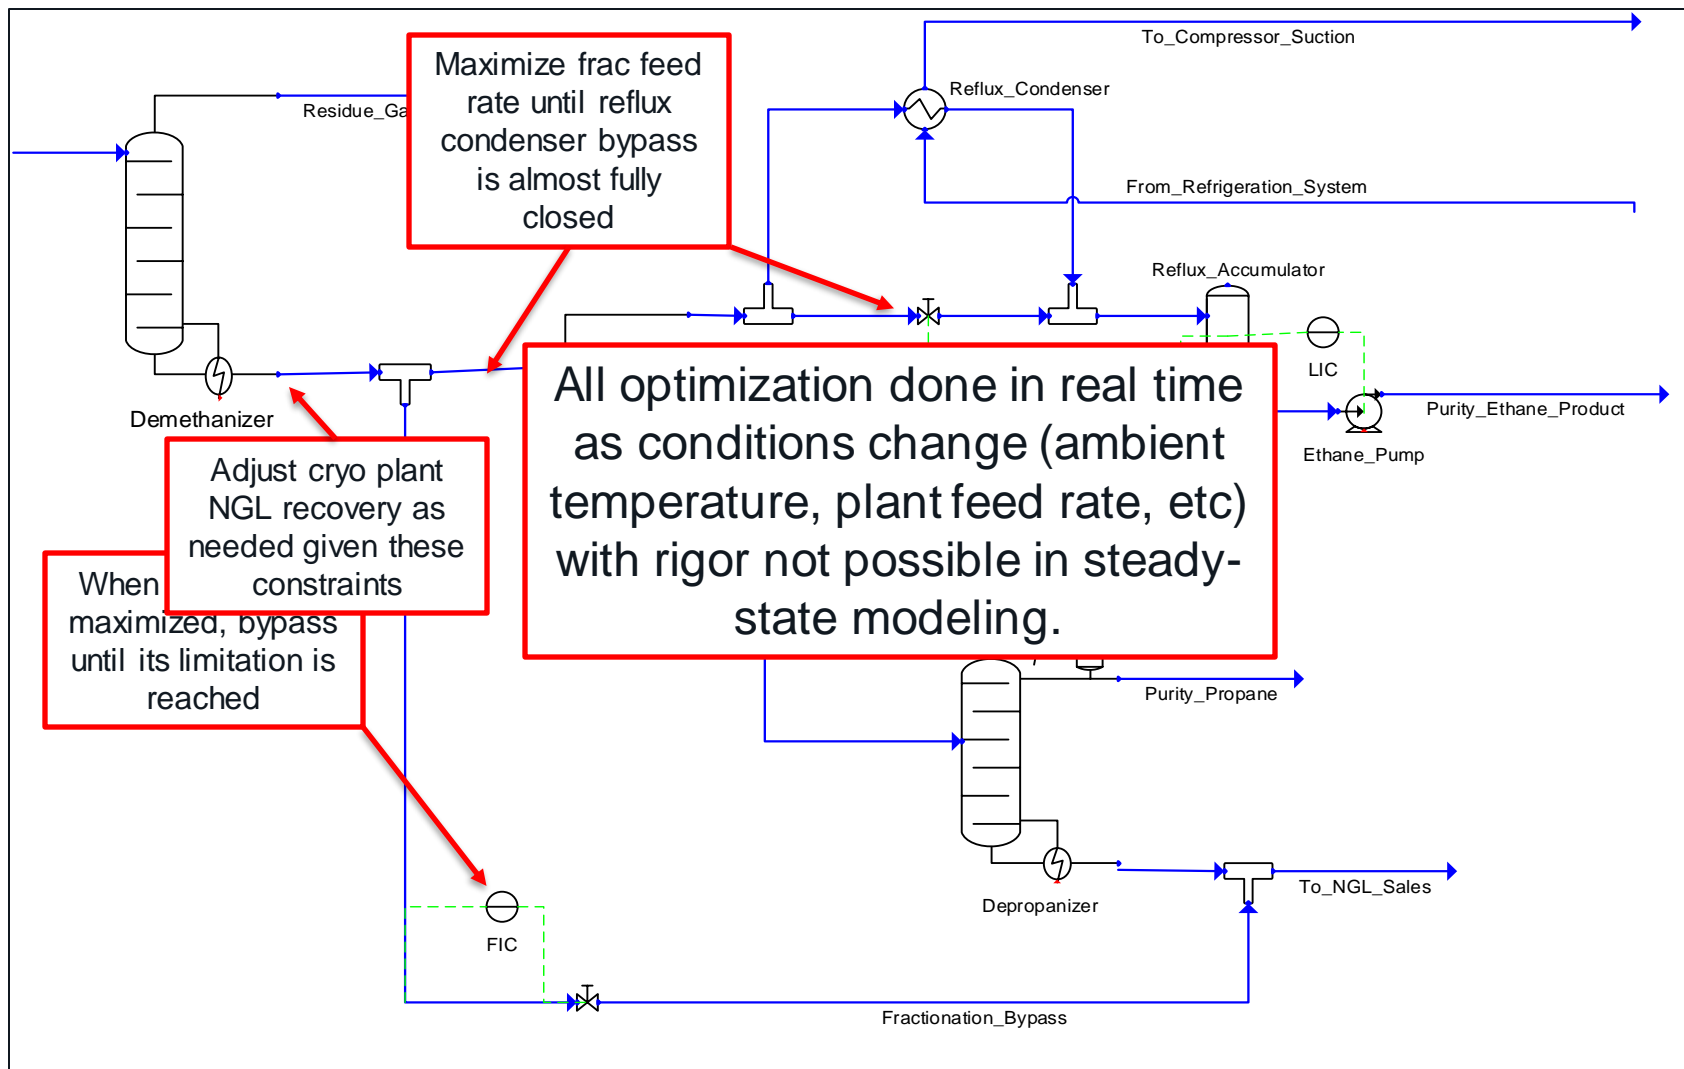 To_Compressor_Suction
Maximize frac feed
rate until reflux
condenser bypass
is almost fully
closed
Reflux_Condenser
Residue_Ga
From_Refrigeration_System
Reflux_Accumulator
LIC
Purity_Ethane_Product
Ethane_Pump
Demethanizer
All optimization done in real time
as conditions change (ambient
temperature, plant feed rate, etc)
with rigor not possible in steady-
state modeling.
Adjust cryo plant
NGL recovery as
needed given these
constraints
When
maximized, bypass
until its limitation is
reached
Purity_Propane
To_NGL_Sales
Depropanizer
FIC
Fractionation_Bypass